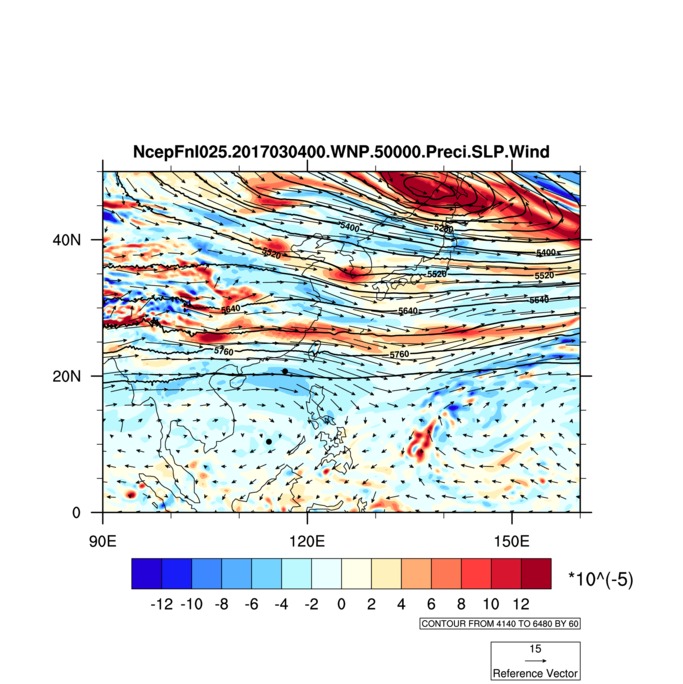 NcepFnl025.2017030400.WNP.50000.Preci.SLP.Wind
40N
20N
0
5400
5280
5520
5400
5520
5520
5640
5640
5640
5760
5760
90E
120E
150E
-12 -10 -8 -6 -4 -2 0 2 4 6 8 10 12
*10^(-5)
CONTOUR FROM 4140 TO 6480 BY 60
15
Reference Vector